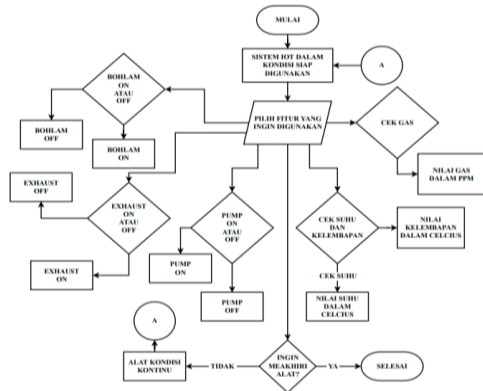 MULAI
SISTEM IOT DALAM
KONDISI SIAP
DIGUNAKAN
A
BOHLAM
ON
ATAU
OFF
PILIH FITUR YANG
INGIN DIGUNAKAN
CEK GAS
BOHLAM
OFF
BOHLAM
ON
NILAI GAS
DALAM PPM
EXHAUST
OFF
EXHAUST
ON ATAU
OFF
PUMP
ON
ATAU
OFF
CEK SUHU
DAN
KELEMBAPAN
NILAI
KELEMBAPAN
DALAM CELCIUS
EXHAUST
ON
PUMP
ON
PUMP
OFF
CEK SUHU
NILAI SUHU
DALAM
CELCIUS
A
ALAT KONDISI
KONTINU
TIDAK
INGIN
MEAKHIRI
ALAT?
YA
SELESAI